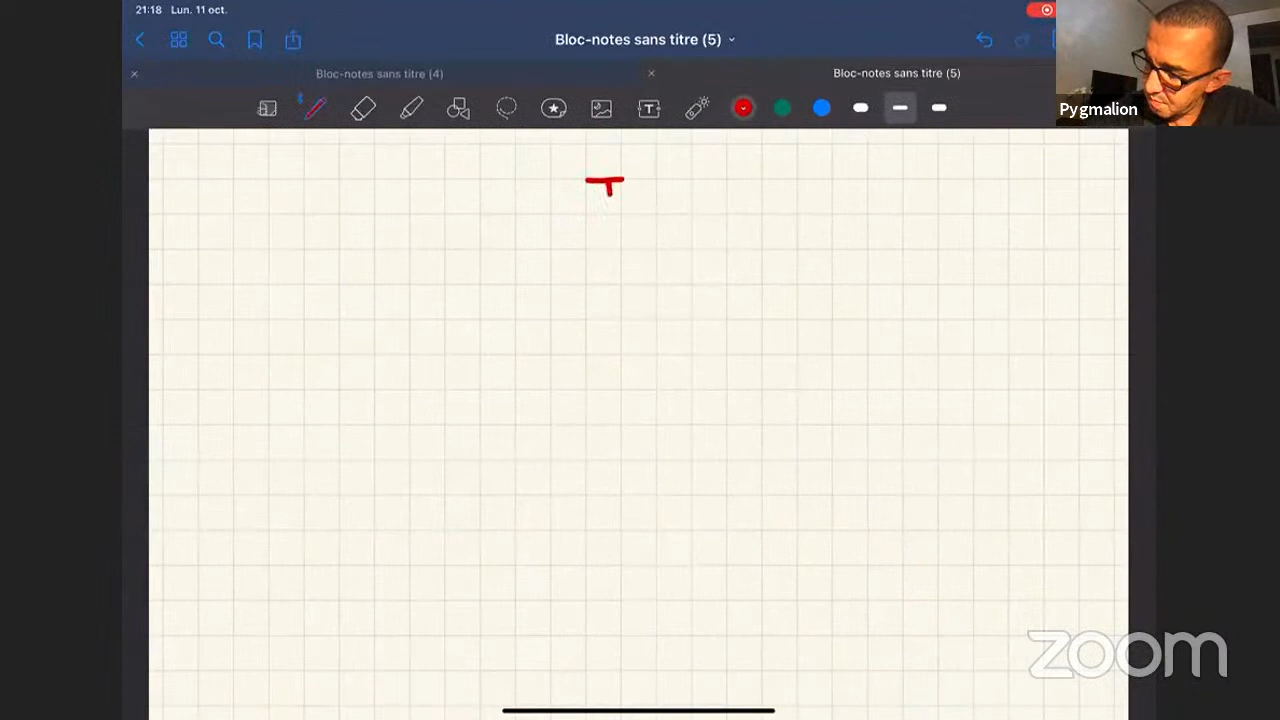 21:18 Lun. 11 oct.
Bloc-notes sans titre (5)
Bloc-notes sans titre (4)
Bloc-notes sans titre (5)
T
Pygmalion
T
zoom